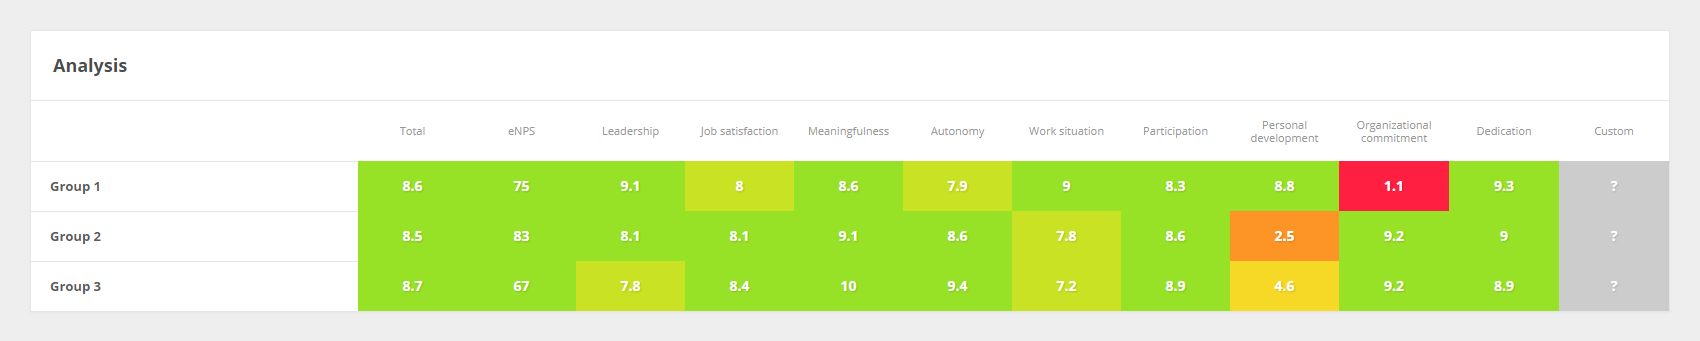 Analysis
Total eNPS Leadership Job satisfaction Meaningfulness Autonomy Work situation Participation Personal development Organizational commitment Dedication Custom
Group 1 8.6 75 9.1 8 8.6 7.9 9 8.3 8.8 1.1 9.3 ?
Group 2 8.5 83 8.1 8.1 9.1 8.6 7.8 8.6 2.5 9.2 9 ?
Group 3 8.7 67 7.8 8.4 10 9.4 7.2 8.9 4.6 9.2 8.9 ?